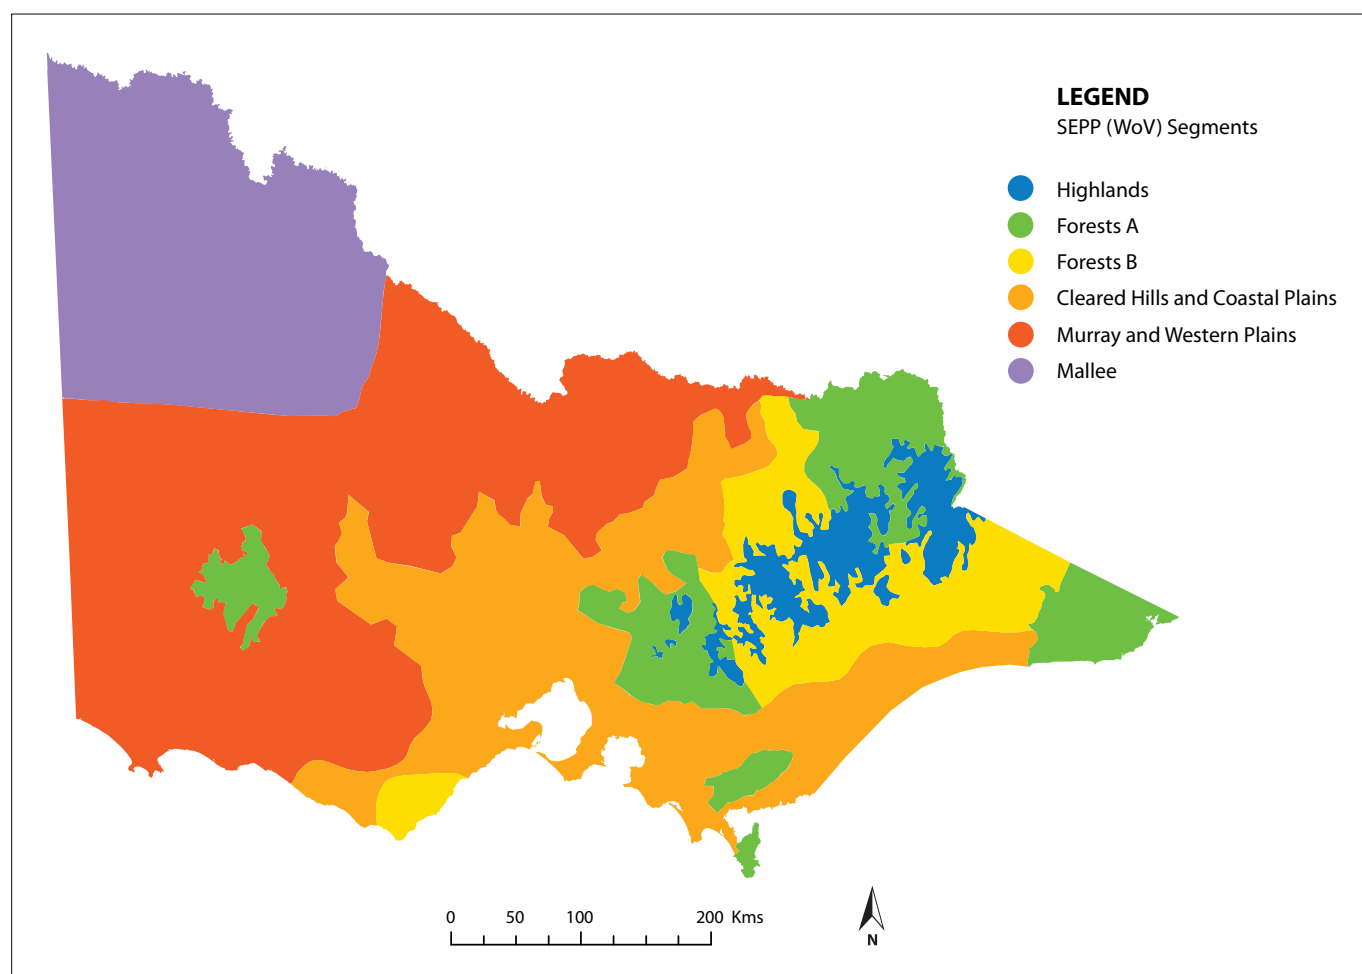 LEGEND
SEPP (WoV) Segments
Highlands
Forests A
Forests B
Cleared Hills and Coastal Plains
Murray and Western Plains
Mallee
0 50 100 200 Kms
N